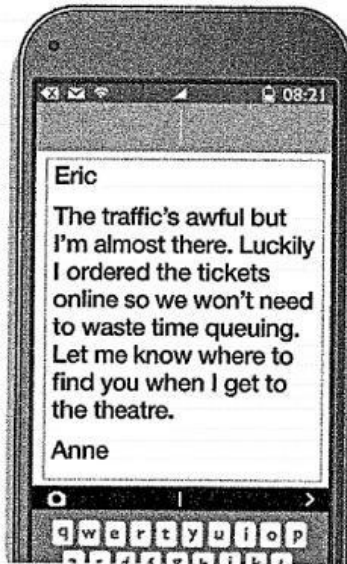 08:21
Eric
The traffic's awful but
I'm almost there. Luckily
I ordered the tickets
online so we won't need
to waste time queuing.
Let me know where to
find you when I get to
the theatre.
Anne
q w e r t y u i o p